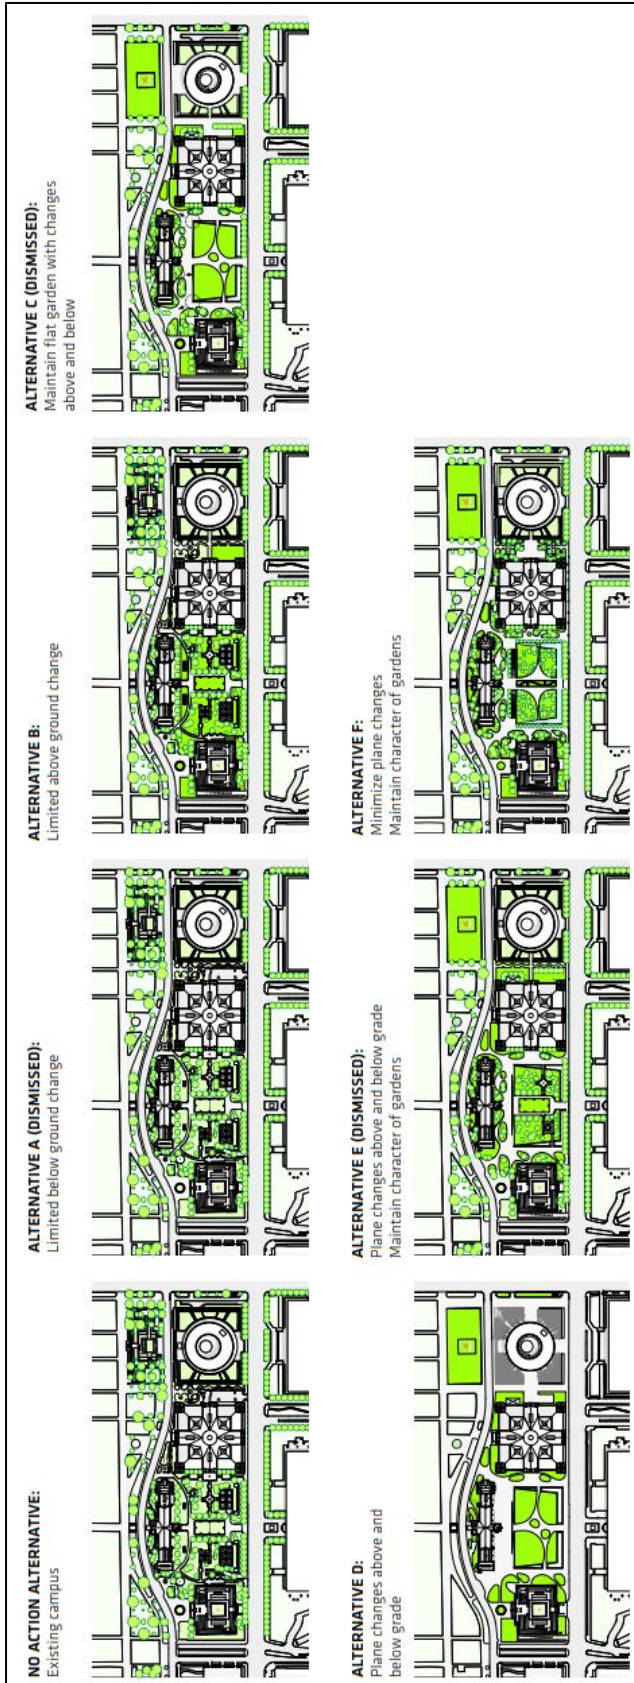 NO ACTION ALTERNATIVE:
Existing campus
ALTERNATIVE A (DISMISSED):
Limited below ground change
ALTERNATIVE B:
Limited above ground change
ALTERNATIVE C (DISMISSED):
Maintain flat garden with changes
above and below
ALTERNATIVE D:
Plane changes above and
below grade
ALTERNATIVE E (DISMISSED):
Plane changes above and below grade
Maintain character of gardens
ALTERNATIVE F:
Minimize plane changes
Maintain character of gardens